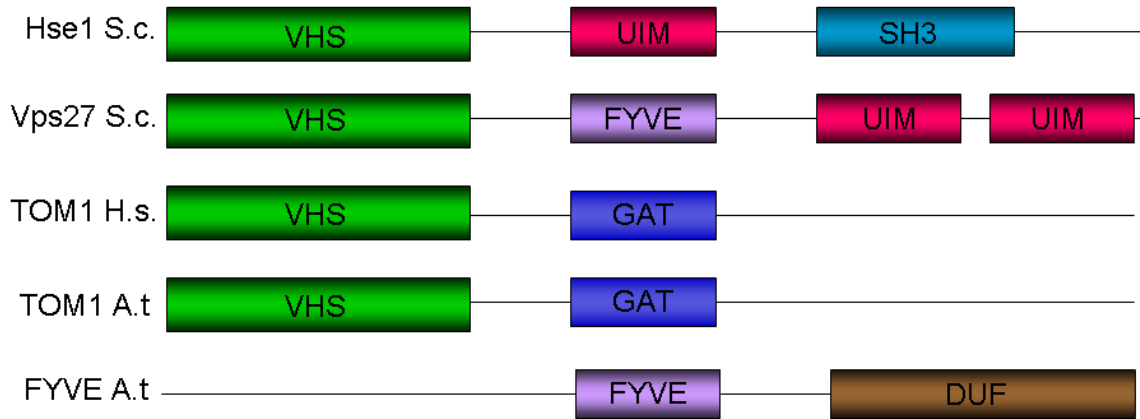 Hse1 S.c. VHS UIM SH3
Vps27 S.c. VHS FYVE UIM UIM
TOM1 H.s. VHS GAT
TOM1 A.t VHS GAT
FYVE A.t FYVE DUF